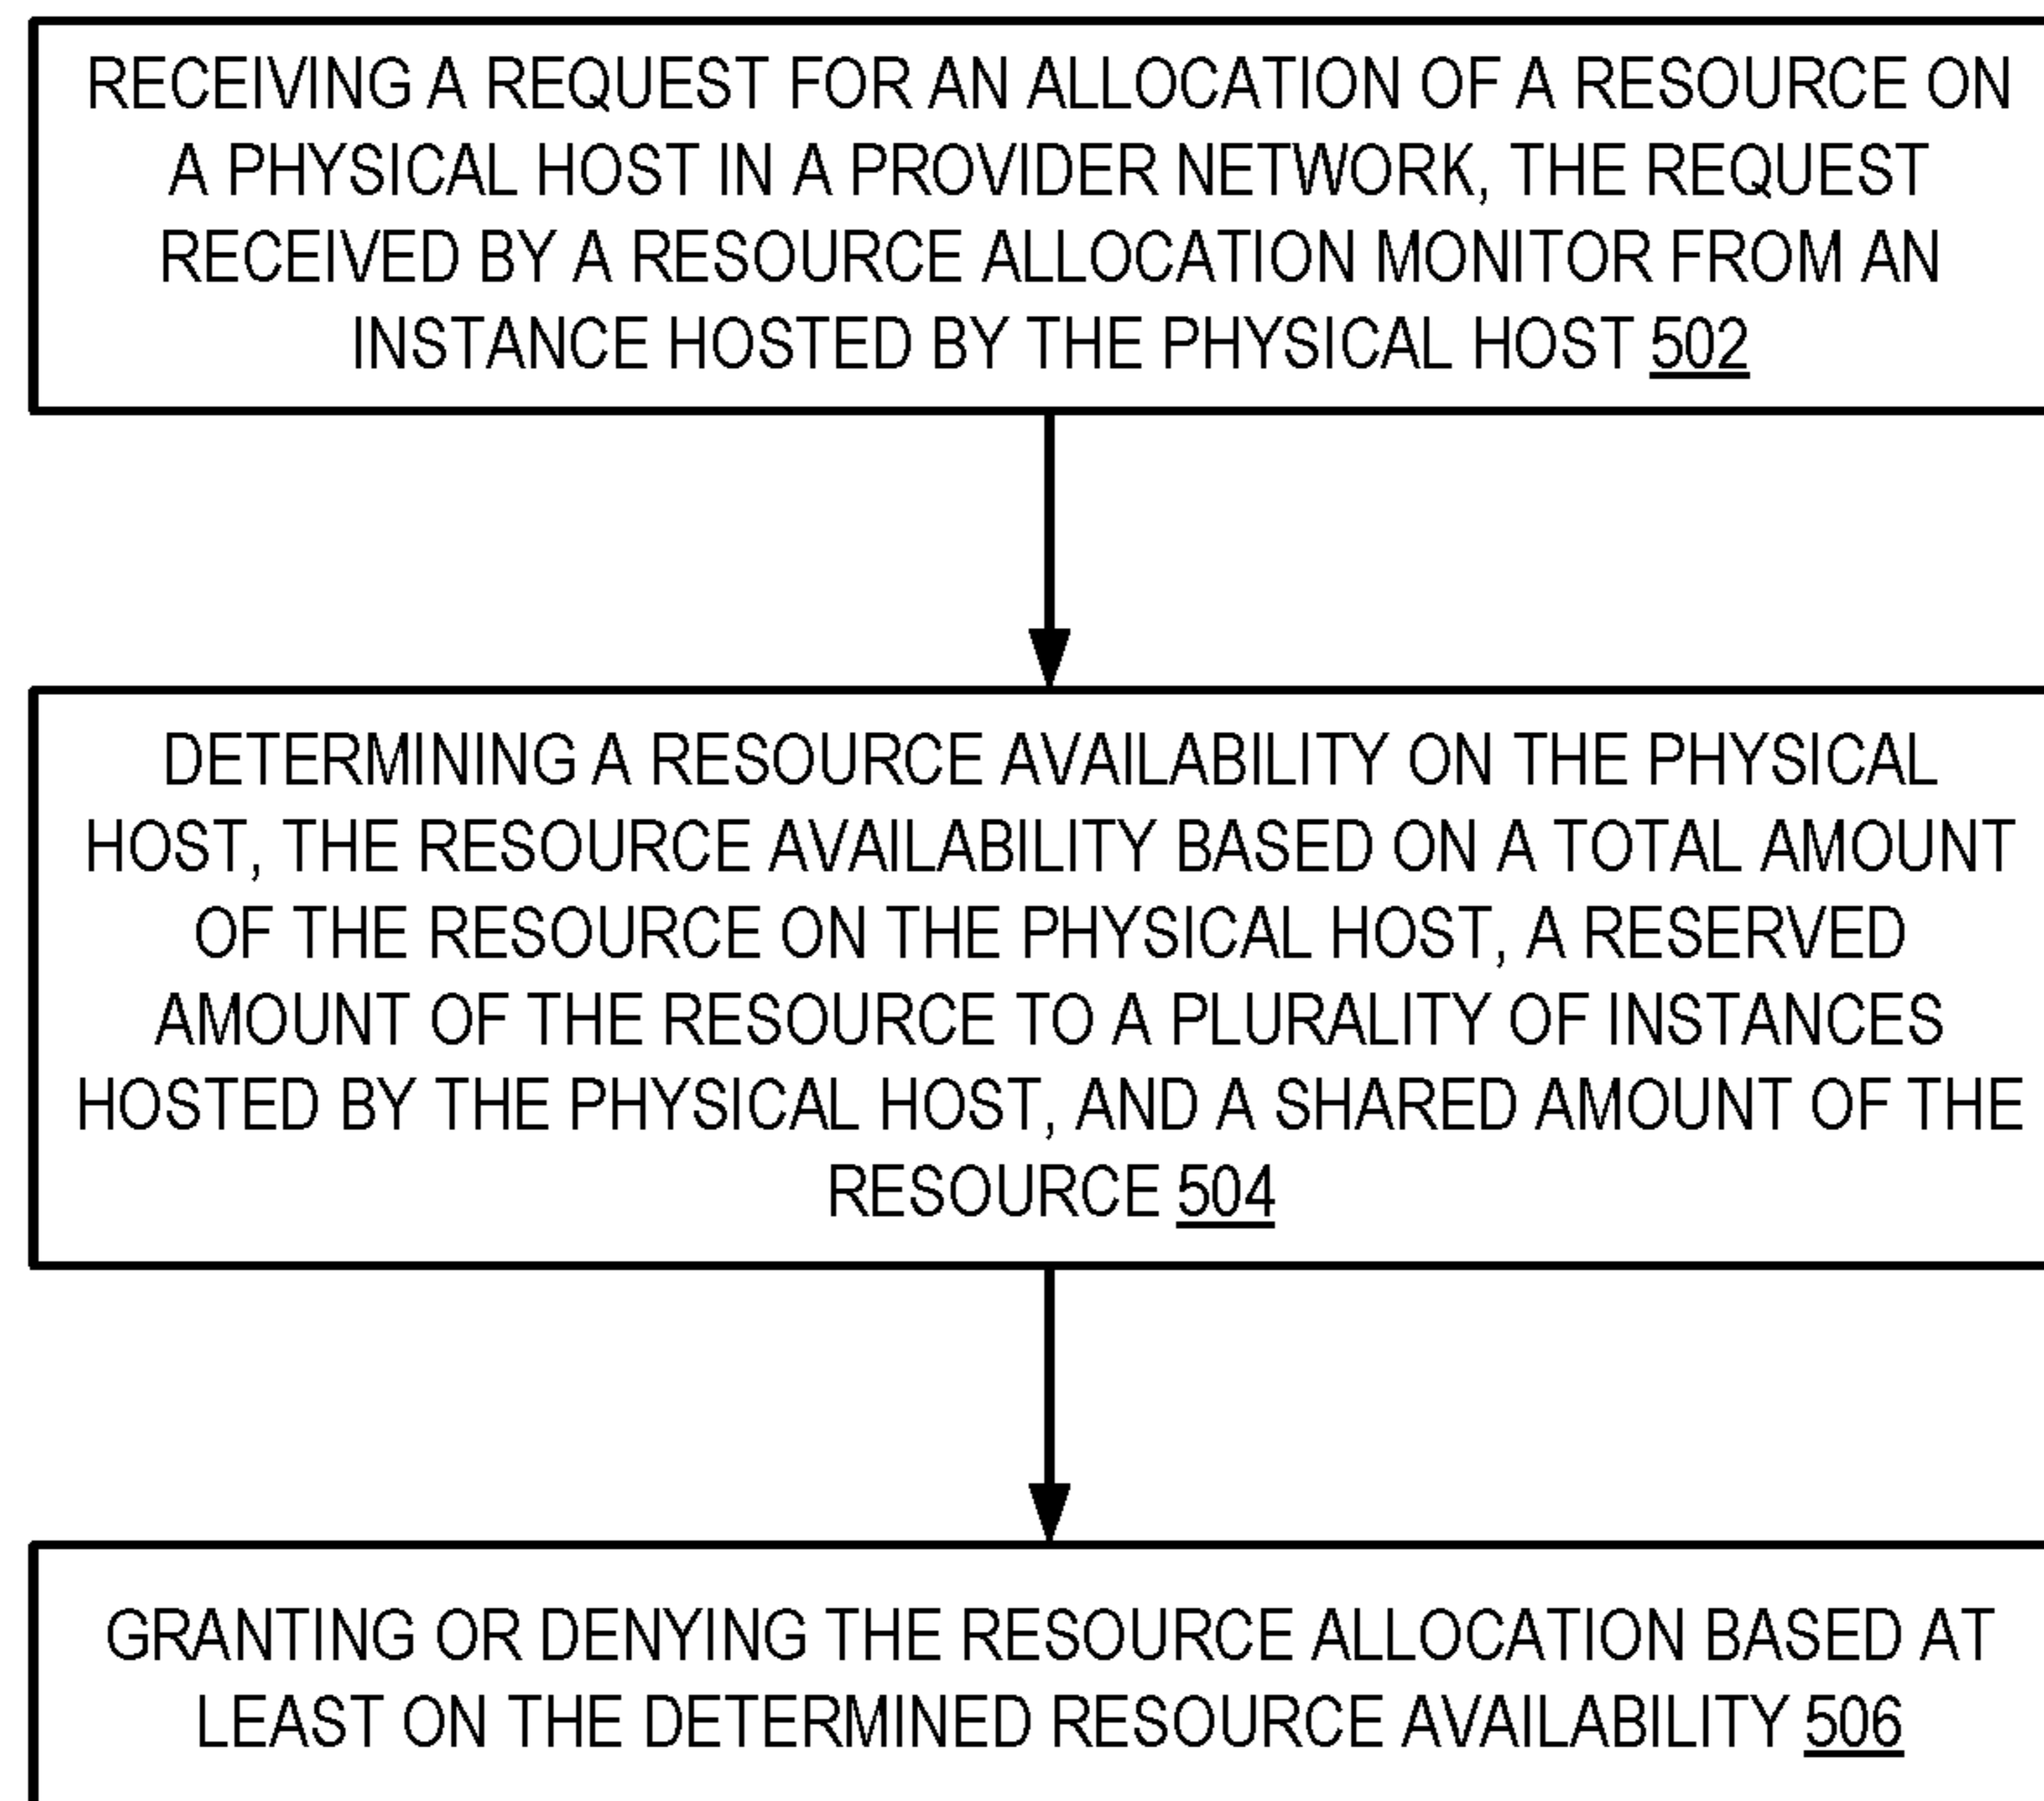 RECEIVING A REQUEST FOR AN ALLOCATION OF A RESOURCE ON
A PHYSICAL HOST IN A PROVIDER NETWORK, THE REQUEST
RECEIVED BY A RESOURCE ALLOCATION MONITOR FROM AN
INSTANCE HOSTED BY THE PHYSICAL HOST 502
DETERMINING A RESOURCE AVAILABILITY ON THE PHYSICAL
HOST, THE RESOURCE AVAILABILITY BASED ON A TOTAL AMOUNT
OF THE RESOURCE ON THE PHYSICAL HOST, A RESERVED
AMOUNT OF THE RESOURCE TO A PLURALITY OF INSTANCES
HOSTED BY THE PHYSICAL HOST, AND A SHARED AMOUNT OF THE
RESOURCE 504
GRANTING OR DENYING THE RESOURCE ALLOCATION BASED AT
LEAST ON THE DETERMINED RESOURCE AVAILABILITY 506